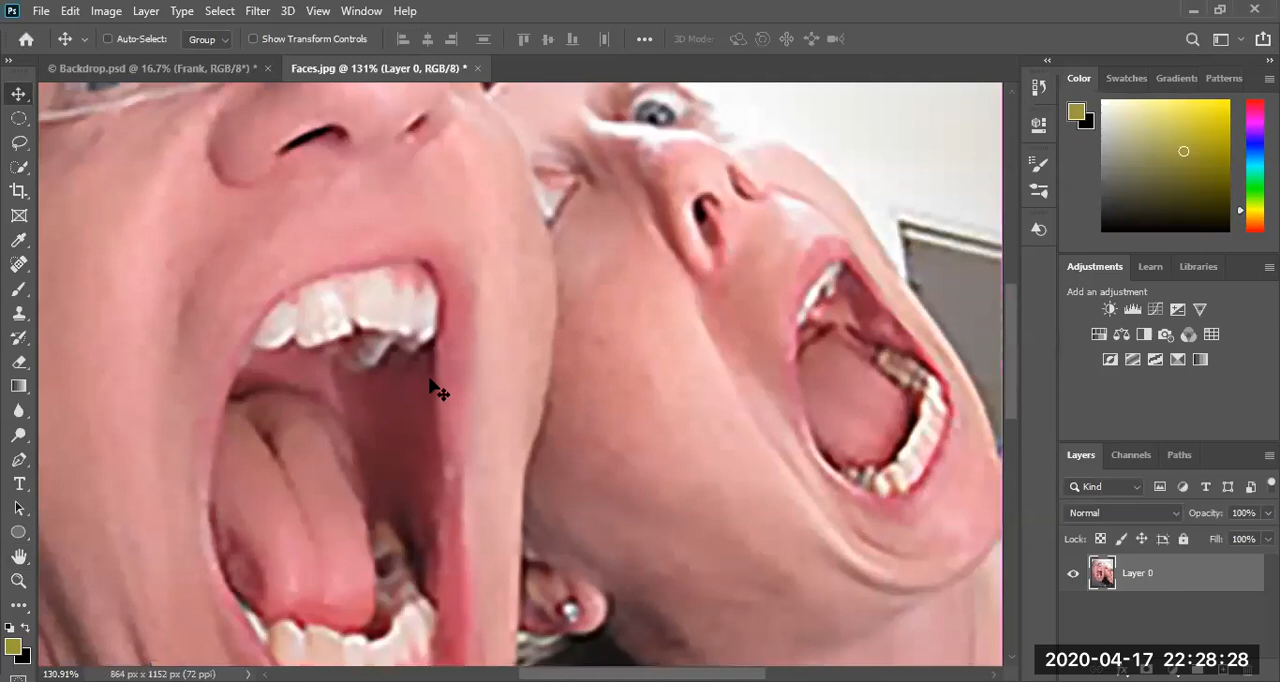 Ps File Edit Image Layer Type Select Filter 3D View Window Help
Auto-Select: Group Show Transform Controls 3D Mode:
© Backdrop.psd @ 16.7% (Frank, RGB/8*) * × Faces.jpg @ 131% (Layer 0, RGB/8) * ×
Color Swatches Gradients Patterns
Adjustments Learn Libraries
Add an adjustment
Layers Channels Paths
Kind
Normal Opacity: 100%
Lock: Fill: 100%
Layer 0
130.91% 864 px x 1152 px (72 ppi)
2020-04-17 22:28:28